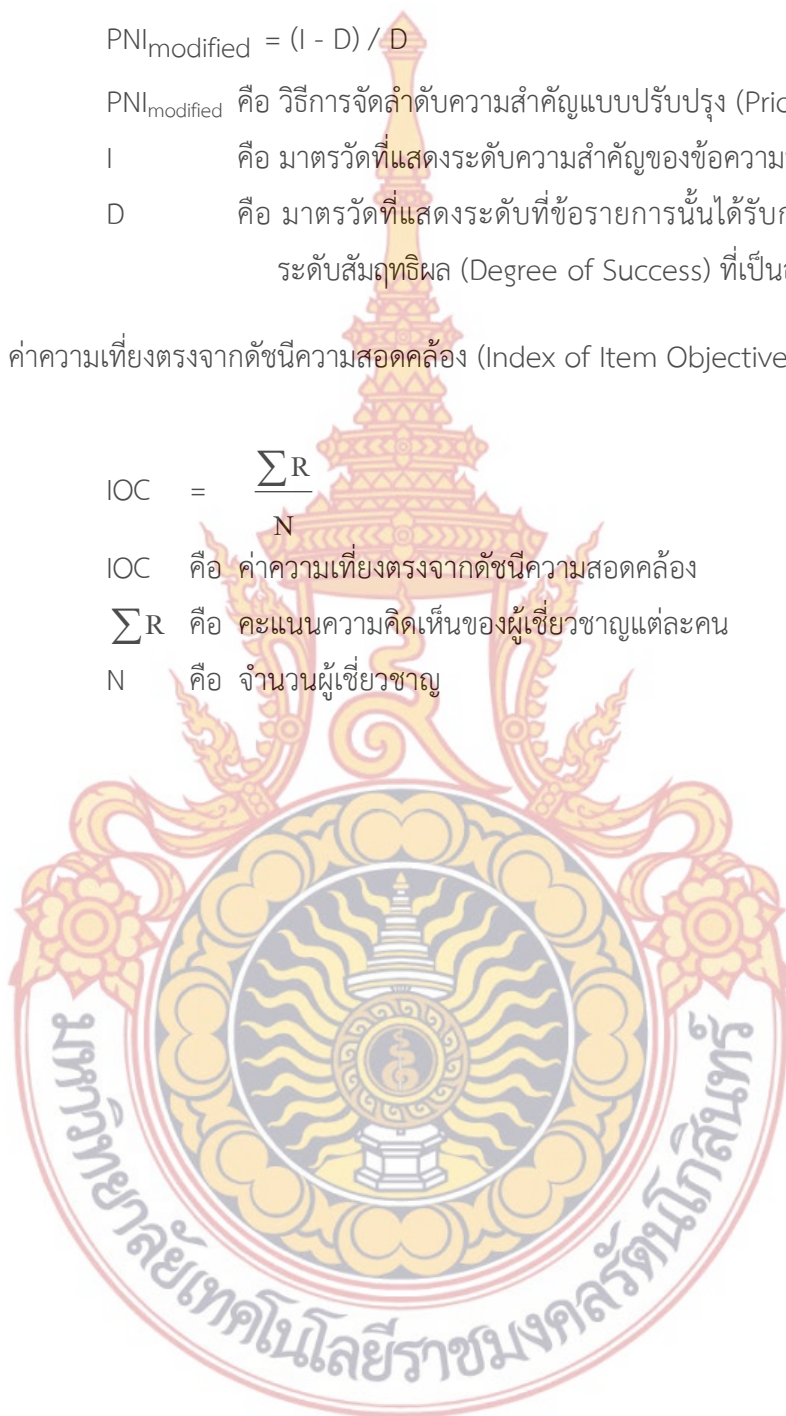 PNI modified = (I - D) / D
PNI modified คือ วิธีการจัดลำดับความสำคัญแบบปรับปรุง
I คือ มาตรวัดที่แสดงระดับความสำคัญของข้อความ
D คือ มาตรวัดที่แสดงระดับที่ข้อรายการนั้นได้รับ
ระดับสัมฤทธิผล (Degree of Success) ที่เป็น
ค่าความเที่ยงตรงจากดัชนีความสอดคล้อง (Index of Item Objective
IOC = ∑R
N
IOC คือ ค่าความเที่ยงตรงจากดัชนีความสอดคล้อง
∑R คือ คะแนนความคิดเห็นของผู้เชี่ยวชาญแต่ละคน
N คือ จำนวนผู้เชี่ยวชาญ
มหาวิทยาลัยเทคโนโลยีราชมงคลรัตนโกสินทร์